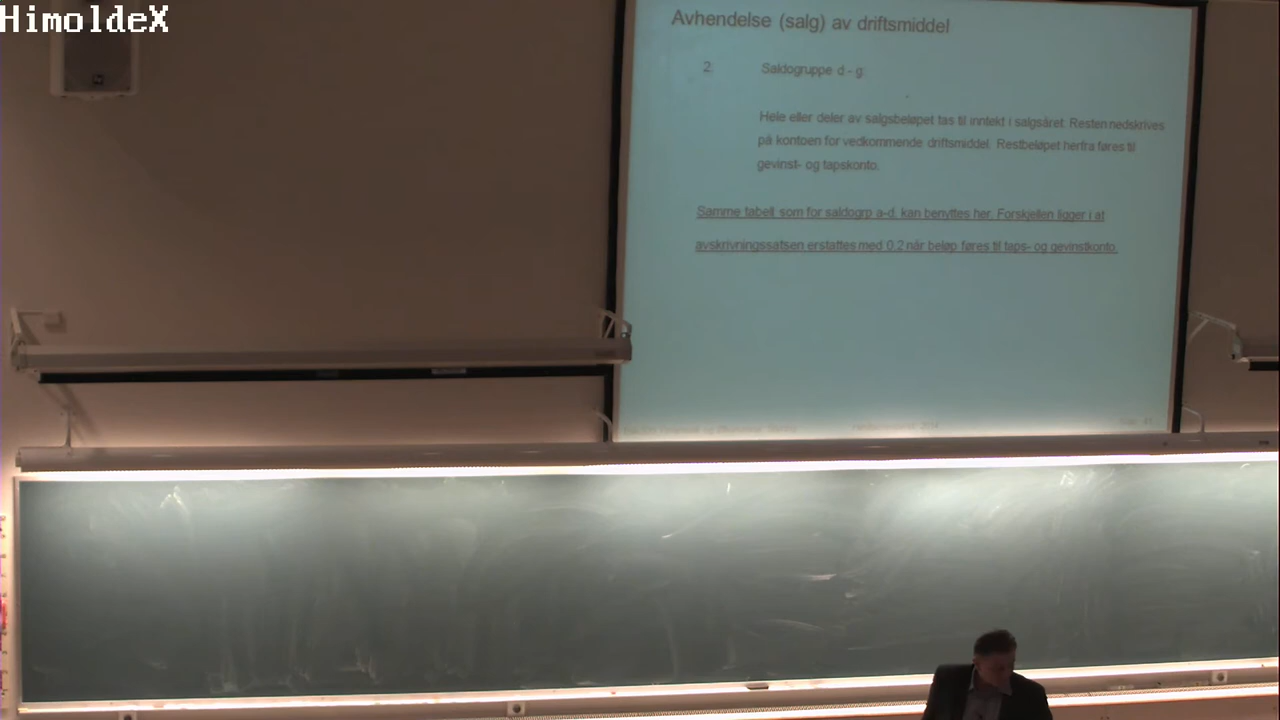 HimoldeX
Avhendelse (salg) av driftsmiddel
2. Saldogruppe d - g:
Hele eller deler av salgsbeløpet tas til inntekt i salgsåret. Resten nedskrives
på kontoen for vedkommende driftsmiddel. Restbeløpet herfra føres til
gevinst- og tapskonto.
Samme tabell som for saldogrp a-d, kan benyttes her. Forskjellen ligger i at
avskrivningssatsen erstattes med 0.2 når beløp føres til taps- og gevinstkonto.